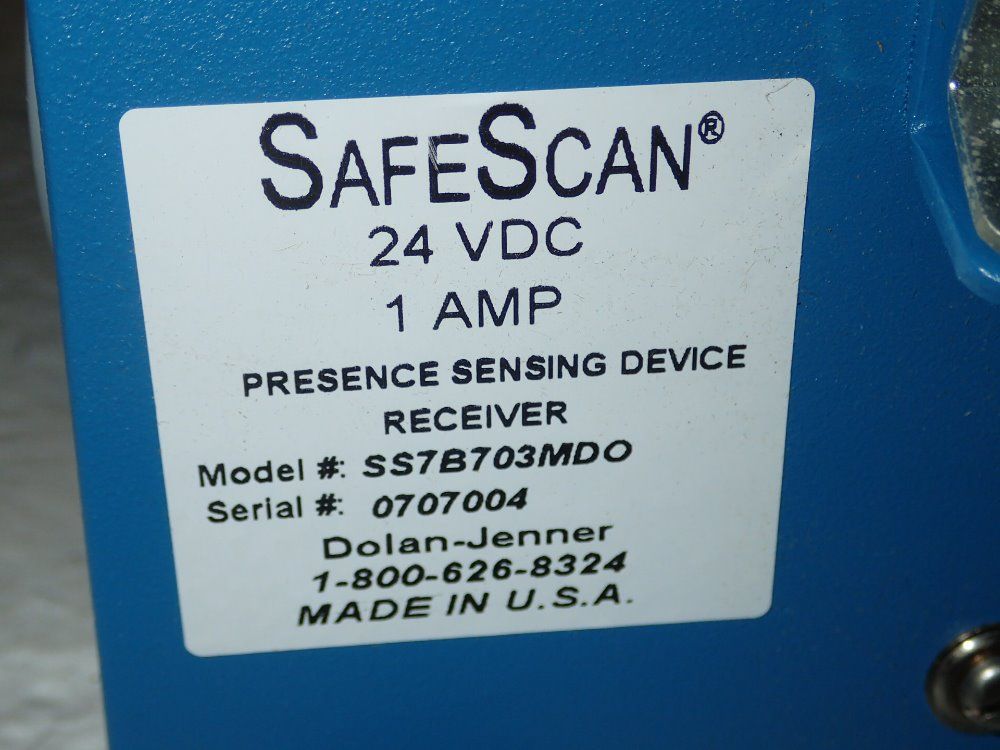 SAFESCAN®
24 VDC
1 AMP
PRESENCE SENSING DEVICE
RECEIVER
Model #: SS7B703MDO
Serial #: 0707004
Dolan-Jenner
1-800-626-8324
MADE IN U.S.A.